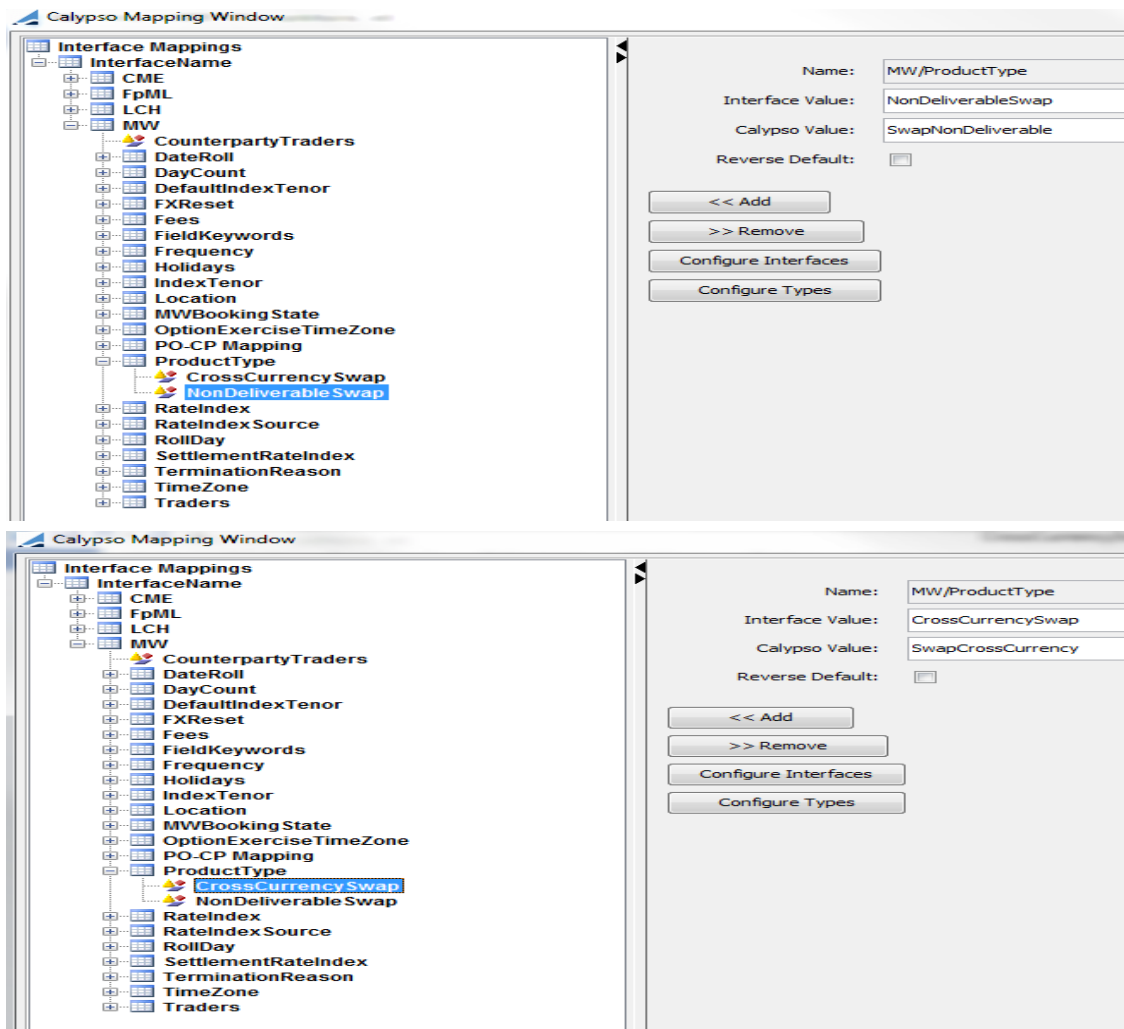 Calypso Mapping Window
Interface Mappings
InterfaceName
CME
FpML
LCH
MW
CounterpartyTraders
DateRoll
DayCount
DefaultIndexTenor
FXReset
Fees
FieldKeywords
Frequency
Holidays
IndexTenor
Location
MWBookingState
OptionExerciseTimeZone
PO-CP Mapping
ProductType
CrossCurrencySwap
NonDeliverableSwap
RateIndex
RateIndexSource
RollDay
SettlementRateIndex
TerminationReason
TimeZone
Traders
Name: MW/ProductType
Interface Value: NonDeliverableSwap
Calypso Value: SwapNonDeliverable
Reverse Default:
<< Add
>> Remove
Configure Interfaces
Configure Types
Calypso Mapping Window
Interface Mappings
InterfaceName
CME
FpML
LCH
MW
CounterpartyTraders
DateRoll
DayCount
DefaultIndexTenor
FXReset
Fees
FieldKeywords
Frequency
Holidays
IndexTenor
Location
MWBookingState
OptionExerciseTimeZone
PO-CP Mapping
ProductType
CrossCurrencySwap
NonDeliverableSwap
RateIndex
RateIndexSource
RollDay
SettlementRateIndex
TerminationReason
TimeZone
Traders
Name: MW/ProductType
Interface Value: CrossCurrencySwap
Calypso Value: SwapCrossCurrency
Reverse Default:
<< Add
>> Remove
Configure Interfaces
Configure Types